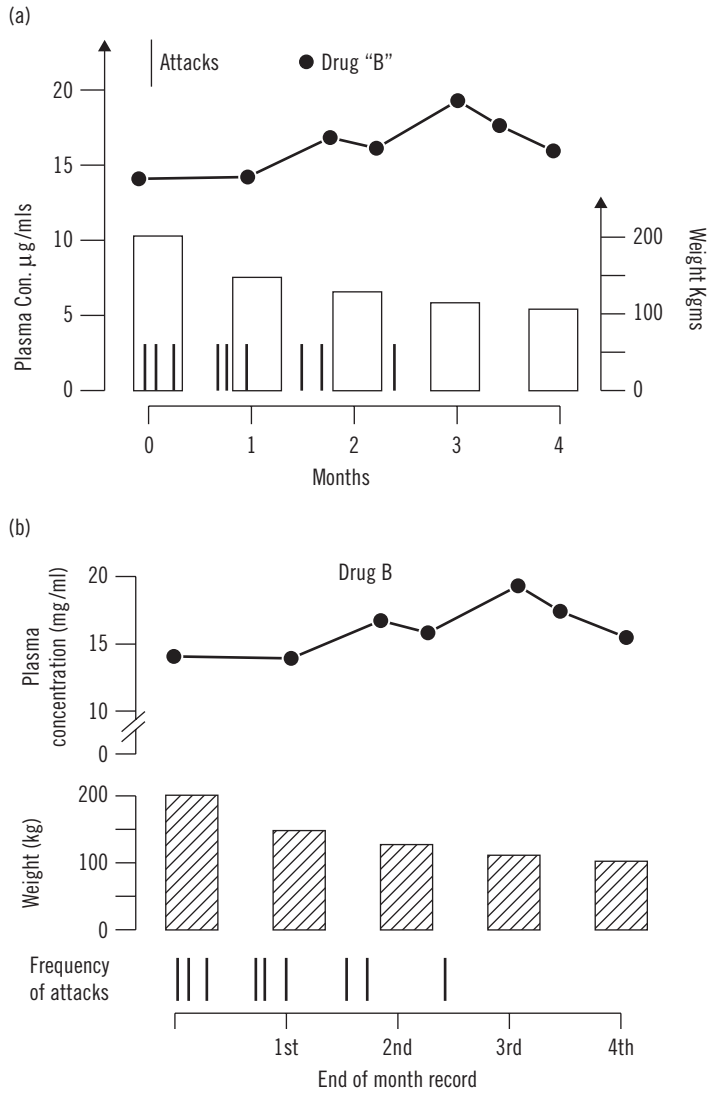 (a)
Attacks
Drug "B"
20
15
10
5
0
Plasma Con. μg/mls
200
100
0
Weight Kgms
0 1 2 3 4
Months
(b)
Drug B
20
15
10
0
Plasma
concentration (mg/ml)
200
100
0
Weight (kg)
Frequency
of attacks
1st 2nd 3rd 4th
End of month record